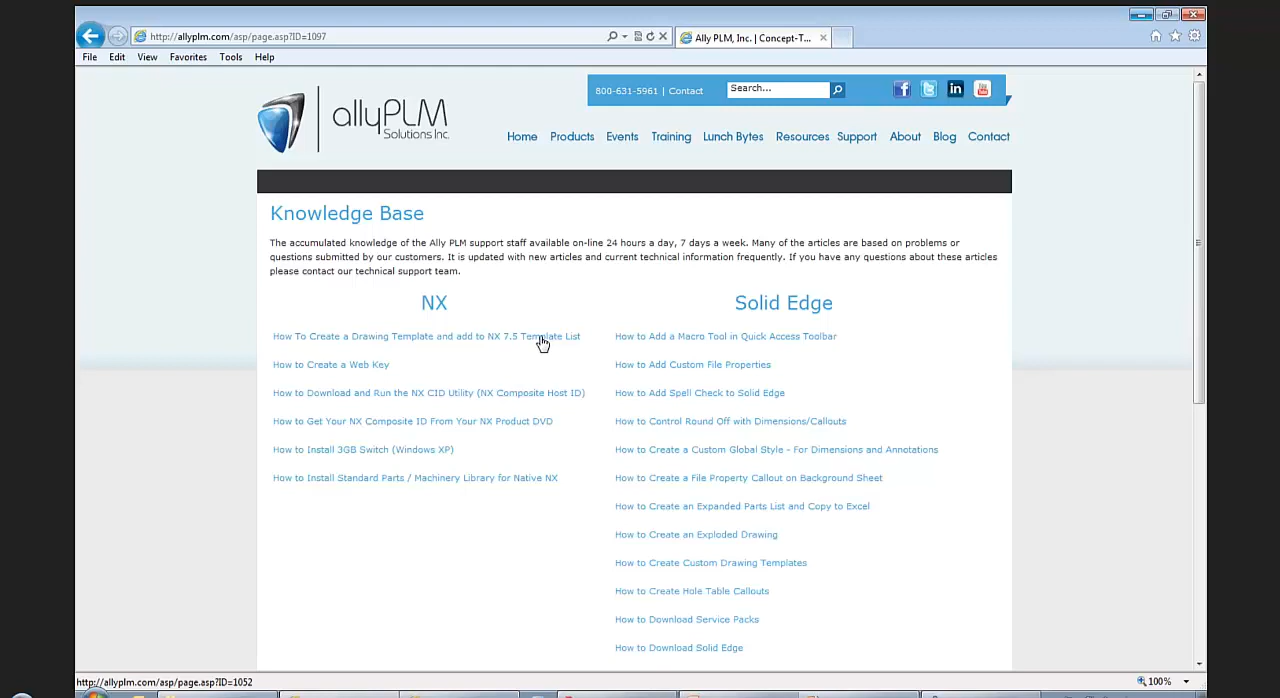 http://allyplm.com/asp/page.asp?ID=1097
Ally PLM, Inc. | Concept-T...
File Edit View Favorites Tools Help
800-631-5961 | Contact
Search...
allyPLM
Solutions Inc.
Home Products Events Training Lunch Bytes Resources Support About Blog Contact
Knowledge Base
The accumulated knowledge of the Ally PLM support staff available on-line 24 hours a day, 7 days a week. Many of the articles are based on problems or
questions submitted by our customers. It is updated with new articles and current technical information frequently. If you have any questions about these articles
please contact our technical support team.
NX
How To Create a Drawing Template and add to NX 7.5 Template List
How to Create a Web Key
How to Download and Run the NX CID Utility (NX Composite Host ID)
How to Get Your NX Composite ID From Your NX Product DVD
How to Install 3GB Switch (Windows XP)
How to Install Standard Parts / Machinery Library for Native NX
Solid Edge
How to Add a Macro Tool in Quick Access Toolbar
How to Add Custom File Properties
How to Add Spell Check to Solid Edge
How to Control Round Off with Dimensions/Callouts
How to Create a Custom Global Style - For Dimensions and Annotations
How to Create a File Property Callout on Background Sheet
How to Create an Expanded Parts List and Copy to Excel
How to Create an Exploded Drawing
How to Create Custom Drawing Templates
How to Create Hole Table Callouts
How to Download Service Packs
How to Download Solid Edge
http://allyplm.com/asp/page.asp?ID=1052
100%